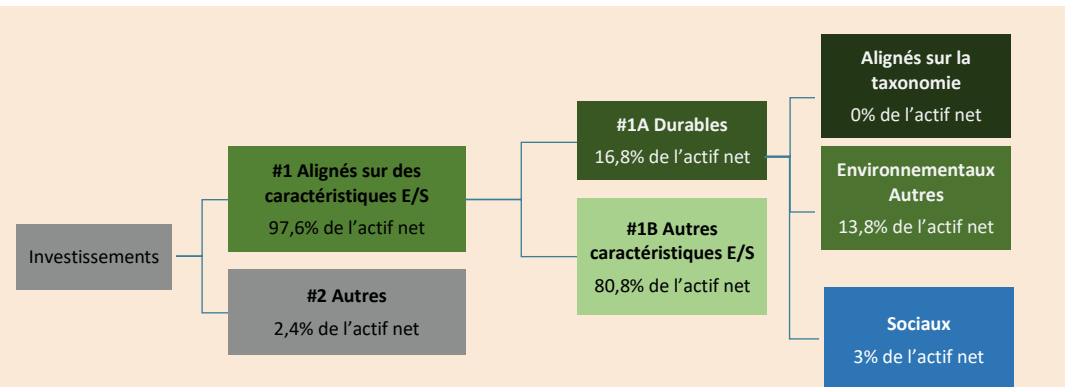 Investissements
#1 Alignés sur des
caractéristiques E/S
97,6% de l’actif net
#2 Autres
2,4% de l’actif net
#1A Durables
16,8% de l’actif net
#1B Autres
caractéristiques E/S
80,8% de l’actif net
Alignés sur la
taxonomie
0% de l’actif net
Environnementaux
Autres
13,8% de l’actif net
Sociaux
3% de l’actif net